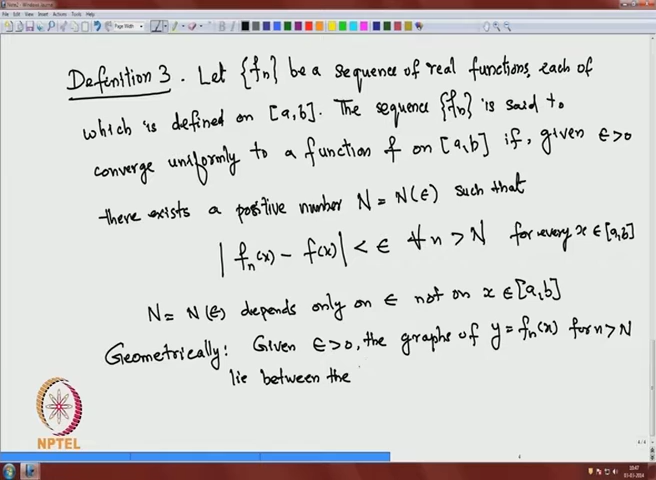 Definition 3. Let {fn} be a sequence of real functions, each of
which is defined on [a,b]. The sequence {fn} is said to
converge uniformly to a function f on [a,b] if, given ϵ>0
there exists a positive number N = N(ϵ) such that
|fn(x) - f(x)| < ϵ ∀ n > N for every x ∈ [a,b]
N = N(ϵ) depends only on ϵ not on x ∈ [a,b]
Geometrically: Given ϵ>0, the graphs of y = fn(x) for n > N
lie between the
NPTEL